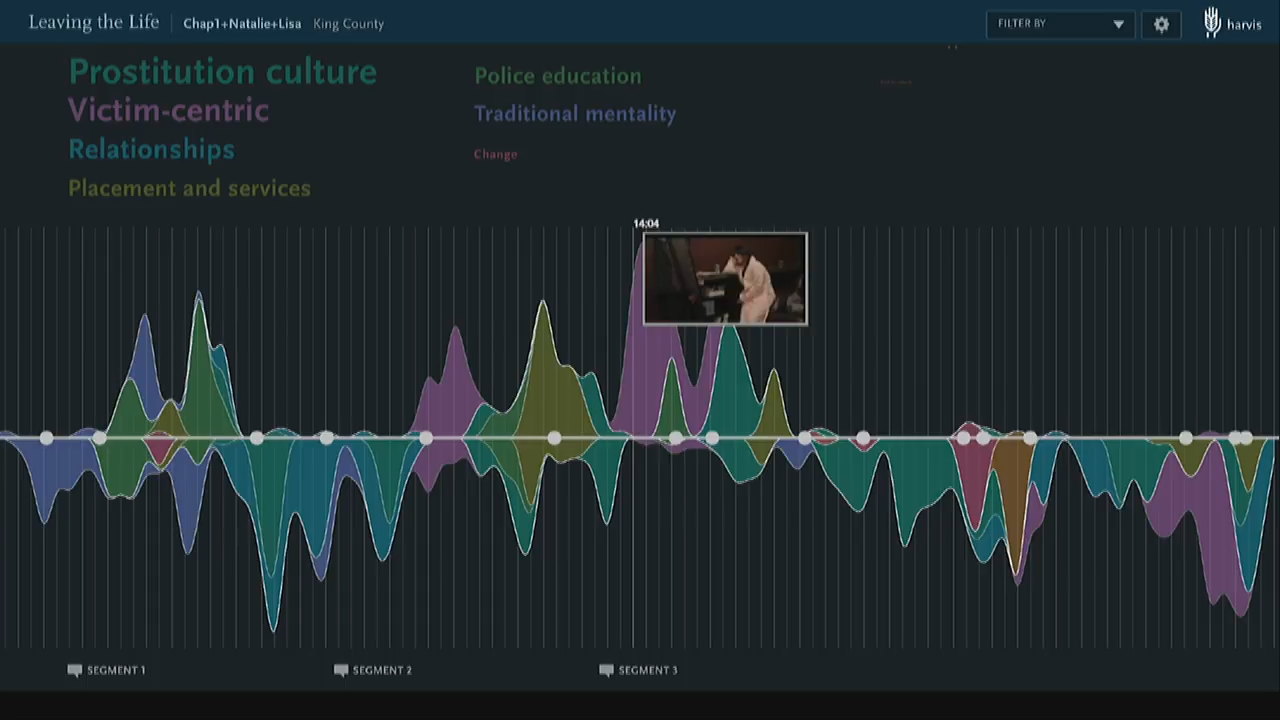 Leaving the Life
Chap1+Natalie+Lisa King County
FILTER BY
harvis
Prostitution culture
Victim-centric
Relationships
Placement and services
Police education
Traditional mentality
Change
14:04
SEGMENT 1
SEGMENT 2
SEGMENT 3